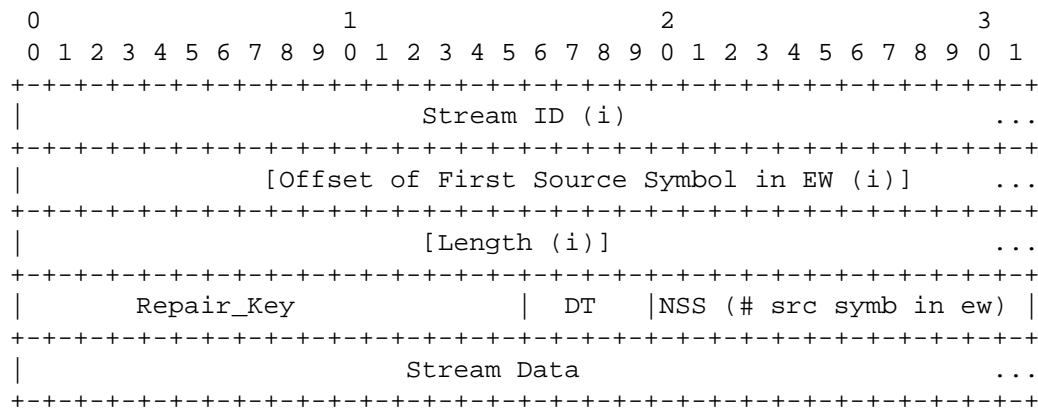 0                   1                   2                   3
 0 1 2 3 4 5 6 7 8 9 0 1 2 3 4 5 6 7 8 9 0 1 2 3 4 5 6 7 8 9 0 1
+-+-+-+-+-+-+-+-+-+-+-+-+-+-+-+-+-+-+-+-+-+-+-+-+-+-+-+-+-+-+-+-+
|                         Stream ID (i)                       ...
+-+-+-+-+-+-+-+-+-+-+-+-+-+-+-+-+-+-+-+-+-+-+-+-+-+-+-+-+-+-+-+-+
|               [Offset of First Source Symbol in EW (i)]     ...
+-+-+-+-+-+-+-+-+-+-+-+-+-+-+-+-+-+-+-+-+-+-+-+-+-+-+-+-+-+-+-+-+
|                         [Length (i)]                        ...
+-+-+-+-+-+-+-+-+-+-+-+-+-+-+-+-+-+-+-+-+-+-+-+-+-+-+-+-+-+-+-+-+
|       Repair_Key              |  DT   |NSS (# src symb in ew) |
+-+-+-+-+-+-+-+-+-+-+-+-+-+-+-+-+-+-+-+-+-+-+-+-+-+-+-+-+-+-+-+-+
|                        Stream Data                          ...
+-+-+-+-+-+-+-+-+-+-+-+-+-+-+-+-+-+-+-+-+-+-+-+-+-+-+-+-+-+-+-+-+